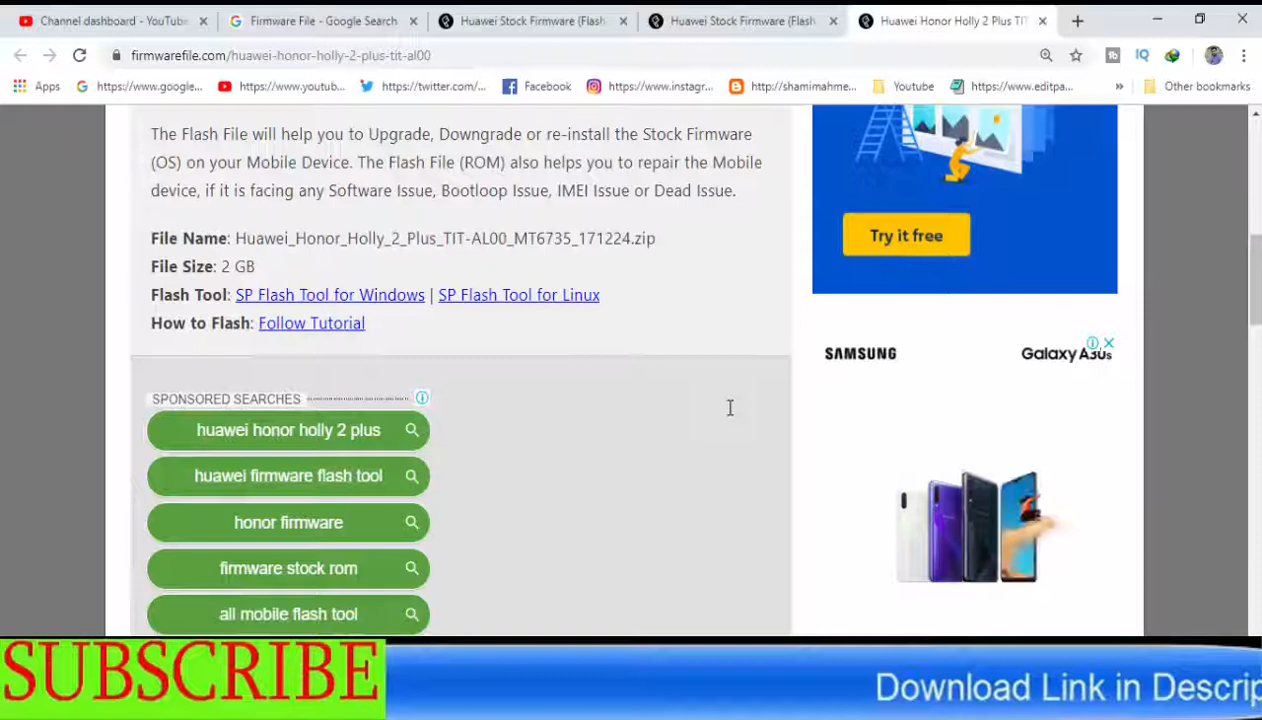 Channel dashboard - YouTube
Firmware File - Google Search
Huawei Stock Firmware (Flash
Huawei Stock Firmware (Flash
Huawei Honor Holly 2 Plus TIT
firmwarefile.com/huawei-honor-holly-2-plus-tit-al00
Apps
https://www.google...
https://www.youtub...
https://twitter.com/...
Facebook
https://www.instagr...
http://shamimahme...
Youtube
https://www.editpa...
»
Other bookmarks
The Flash File will help you to Upgrade, Downgrade or re-install the Stock Firmware
(OS) on your Mobile Device. The Flash File (ROM) also helps you to repair the Mobile
device, if it is facing any Software Issue, Bootloop Issue, IMEI Issue or Dead Issue.
File Name: Huawei_Honor_Holly_2_Plus_TIT-AL00_MT6735_171224.zip
File Size: 2 GB
Flash Tool: SP Flash Tool for Windows | SP Flash Tool for Linux
How to Flash: Follow Tutorial
Try it free
SAMSUNG
Galaxy A30s
SPONSORED SEARCHES
huawei honor holly 2 plus
huawei firmware flash tool
honor firmware
firmware stock rom
all mobile flash tool
SUBSCRIBE
Download Link in Descrip